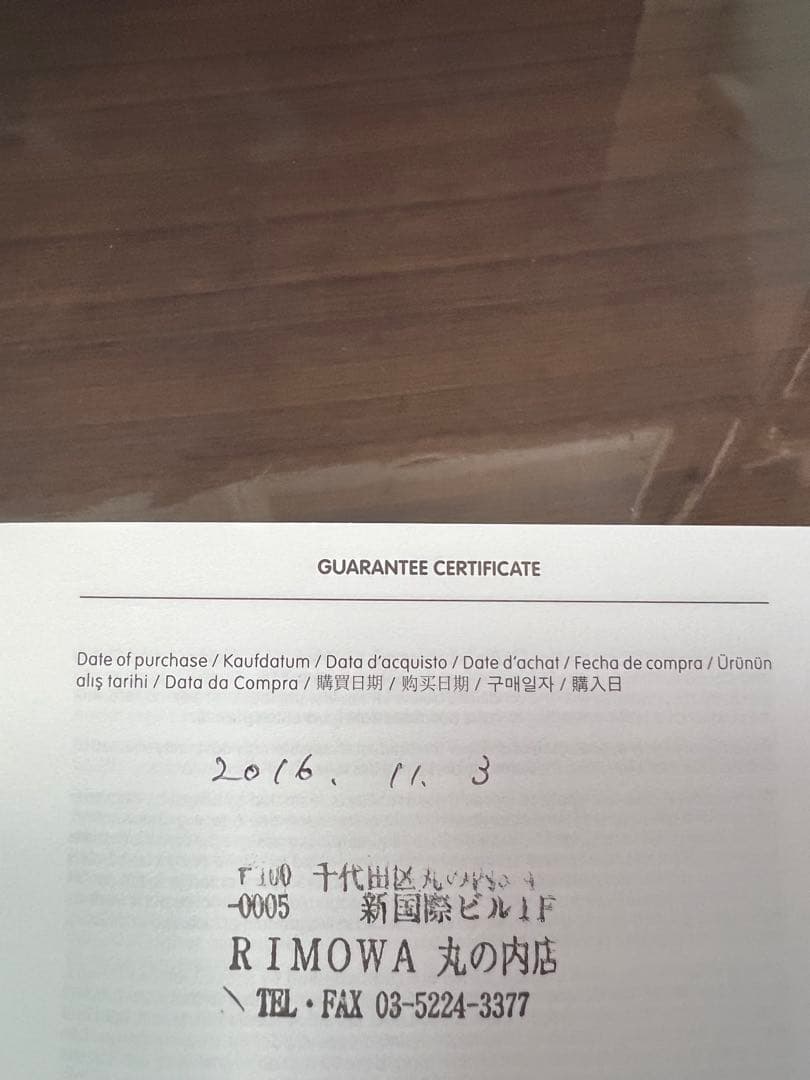 GUARANTEE CERTIFICATE
Date of purchase / Kaufdatum / Data d'acquisto / Date d'achat / Fecha de compra / Ürünün
alış tarihi / Data da Compra / 購買日期 / 购买日期 / 구매일자 / 購入日
2016. 11. 3
〒100 千代田区丸の内
-0005 新国際ビル1F
RIMOWA 丸の内店
TEL・FAX 03-5224-3377